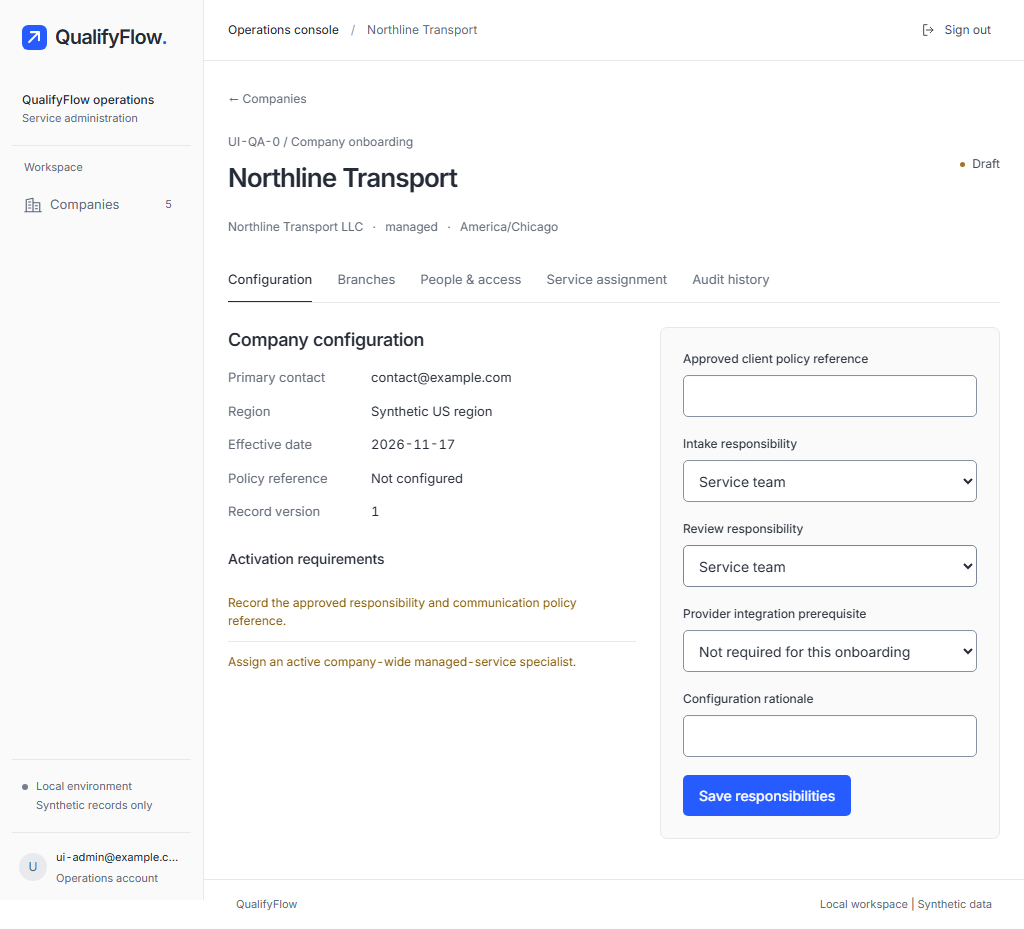 QualifyFlow.
QualifyFlow operations
Service administration
Workspace
Companies 5
Local environment
Synthetic records only
U
ui-admin@example.c...
Operations account
Operations console / Northline Transport
Sign out
← Companies
UI-QA-0 / Company onboarding
Northline Transport
Draft
Northline Transport LLC · managed · America/Chicago
Configuration Branches People & access Service assignment Audit history
Company configuration
Primary contact contact@example.com
Region Synthetic US region
Effective date 2026-11-17
Policy reference Not configured
Record version 1
Activation requirements
Record the approved responsibility and communication policy
reference.
Assign an active company-wide managed-service specialist.
Approved client policy reference
Intake responsibility
Service team
Review responsibility
Service team
Provider integration prerequisite
Not required for this onboarding
Configuration rationale
Save responsibilities
QualifyFlow
Local workspace | Synthetic data